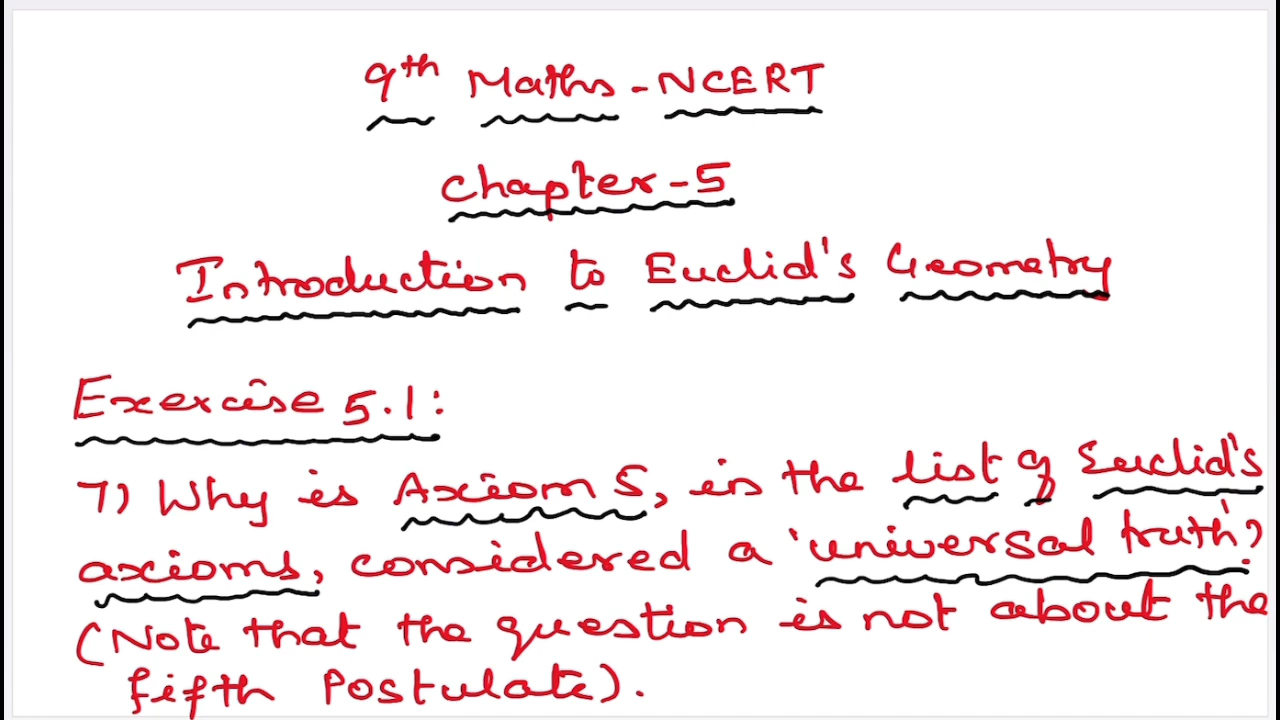 9th Maths - NCERT
Chapter - 5
Introduction to Euclid's Geometry
Exercise 5.1:
7) Why is Axiom 5, in the list of Euclid's
axioms, considered a 'universal truth'?
(Note that the question is not about the
fifth Postulate).